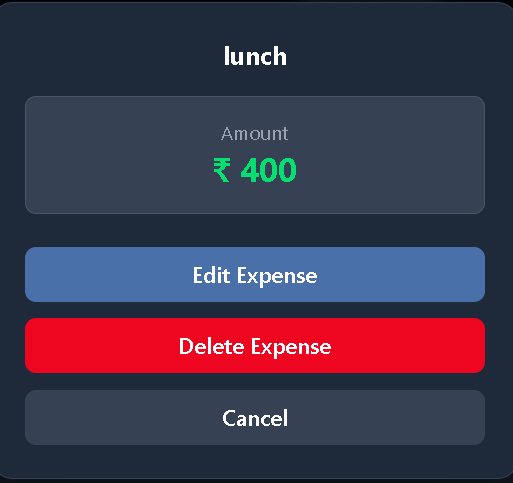 lunch
Amount
₹ 400
Edit Expense
Delete Expense
Cancel